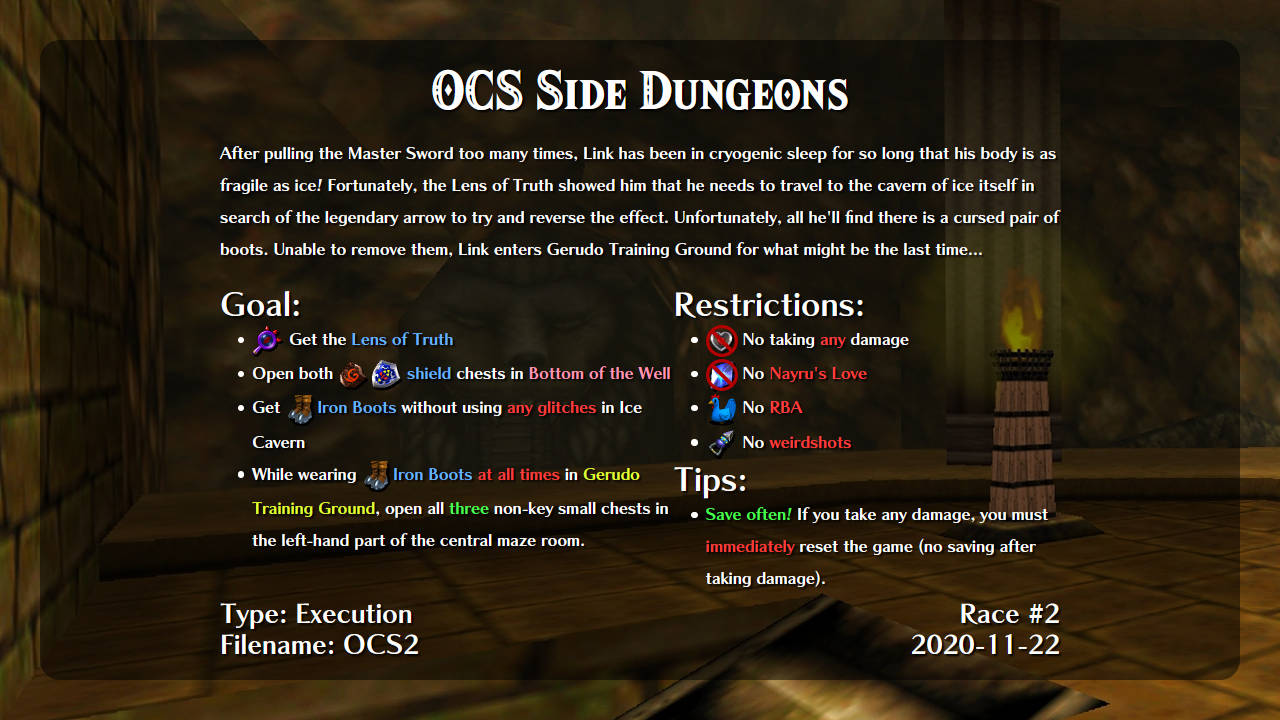 OCS Side Dungeons
After pulling the Master Sword too many times, Link has been in cryogenic sleep for so long that his body is as
fragile as ice! Fortunately, the Lens of Truth showed him that he needs to travel to the cavern of ice itself in
search of the legendary arrow to try and reverse the effect. Unfortunately, all he'll find there is a cursed pair of
boots. Unable to remove them, Link enters Gerudo Training Ground for what might be the last time...
Goal:
• Get the Lens of Truth
• Open both shield chests in Bottom of the Well
• Get Iron Boots without using any glitches in Ice
Cavern
• While wearing Iron Boots at all times in Gerudo
Training Ground, open all three non-key small chests in
the left-hand part of the central maze room.
Restrictions:
• No taking any damage
• No Nayru's Love
• No RBA
• No weirdshots
Tips:
• Save often! If you take any damage, you must
immediately reset the game (no saving after
taking damage).
Type: Execution
Filename: OCS2
Race #2
2020-11-22